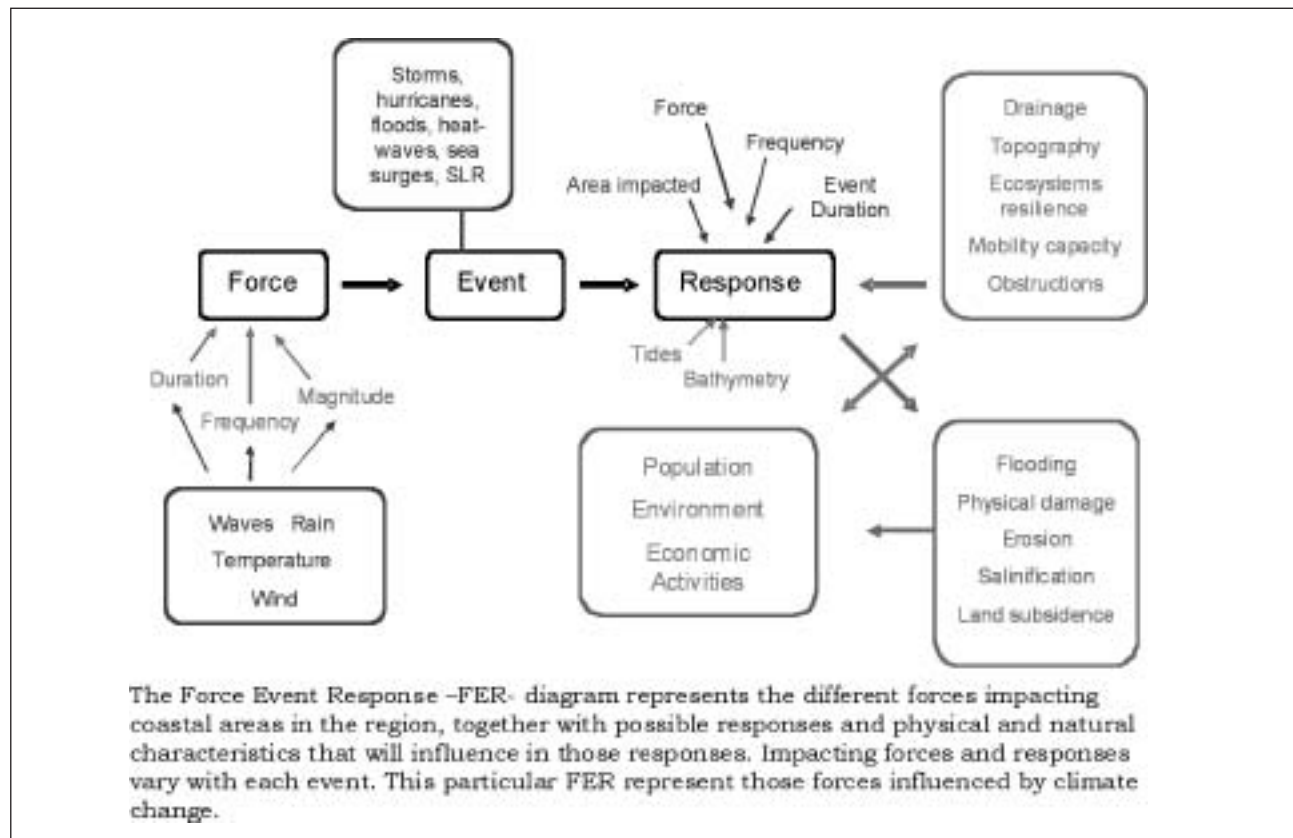 Storms,
hurricanes,
floods, heat-
waves, sea
surges, SLR
Force
Frequency
Area impacted
Event
Duration
Drainage
Topography
Ecosystems
resilience
Mobility capacity
Obstructions
Force
Event
Response
Duration
Frequency
Magnitude
Tides
Bathymetry
Waves Rain
Temperature
Wind
Population
Environment
Economic
Activities
Flooding
Physical damage
Erosion
Salinification
Land subsidence
The Force Event Response –FER- diagram represents the different forces impacting
coastal areas in the region, together with possible responses and physical and natural
characteristics that will influence in those responses. Impacting forces and responses
vary with each event. This particular FER represent those forces influenced by climate
change.